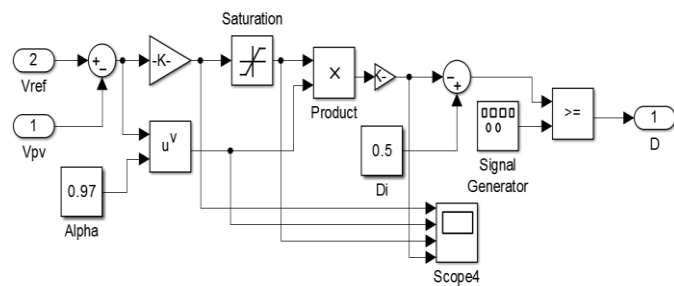 Saturation
2
Vref
+
-
-K-
X
Product
K-
-
+
1
Vpv
u^v
0.97
Alpha
0.5
Di
Signal
Generator
>=
1
D
Scope4